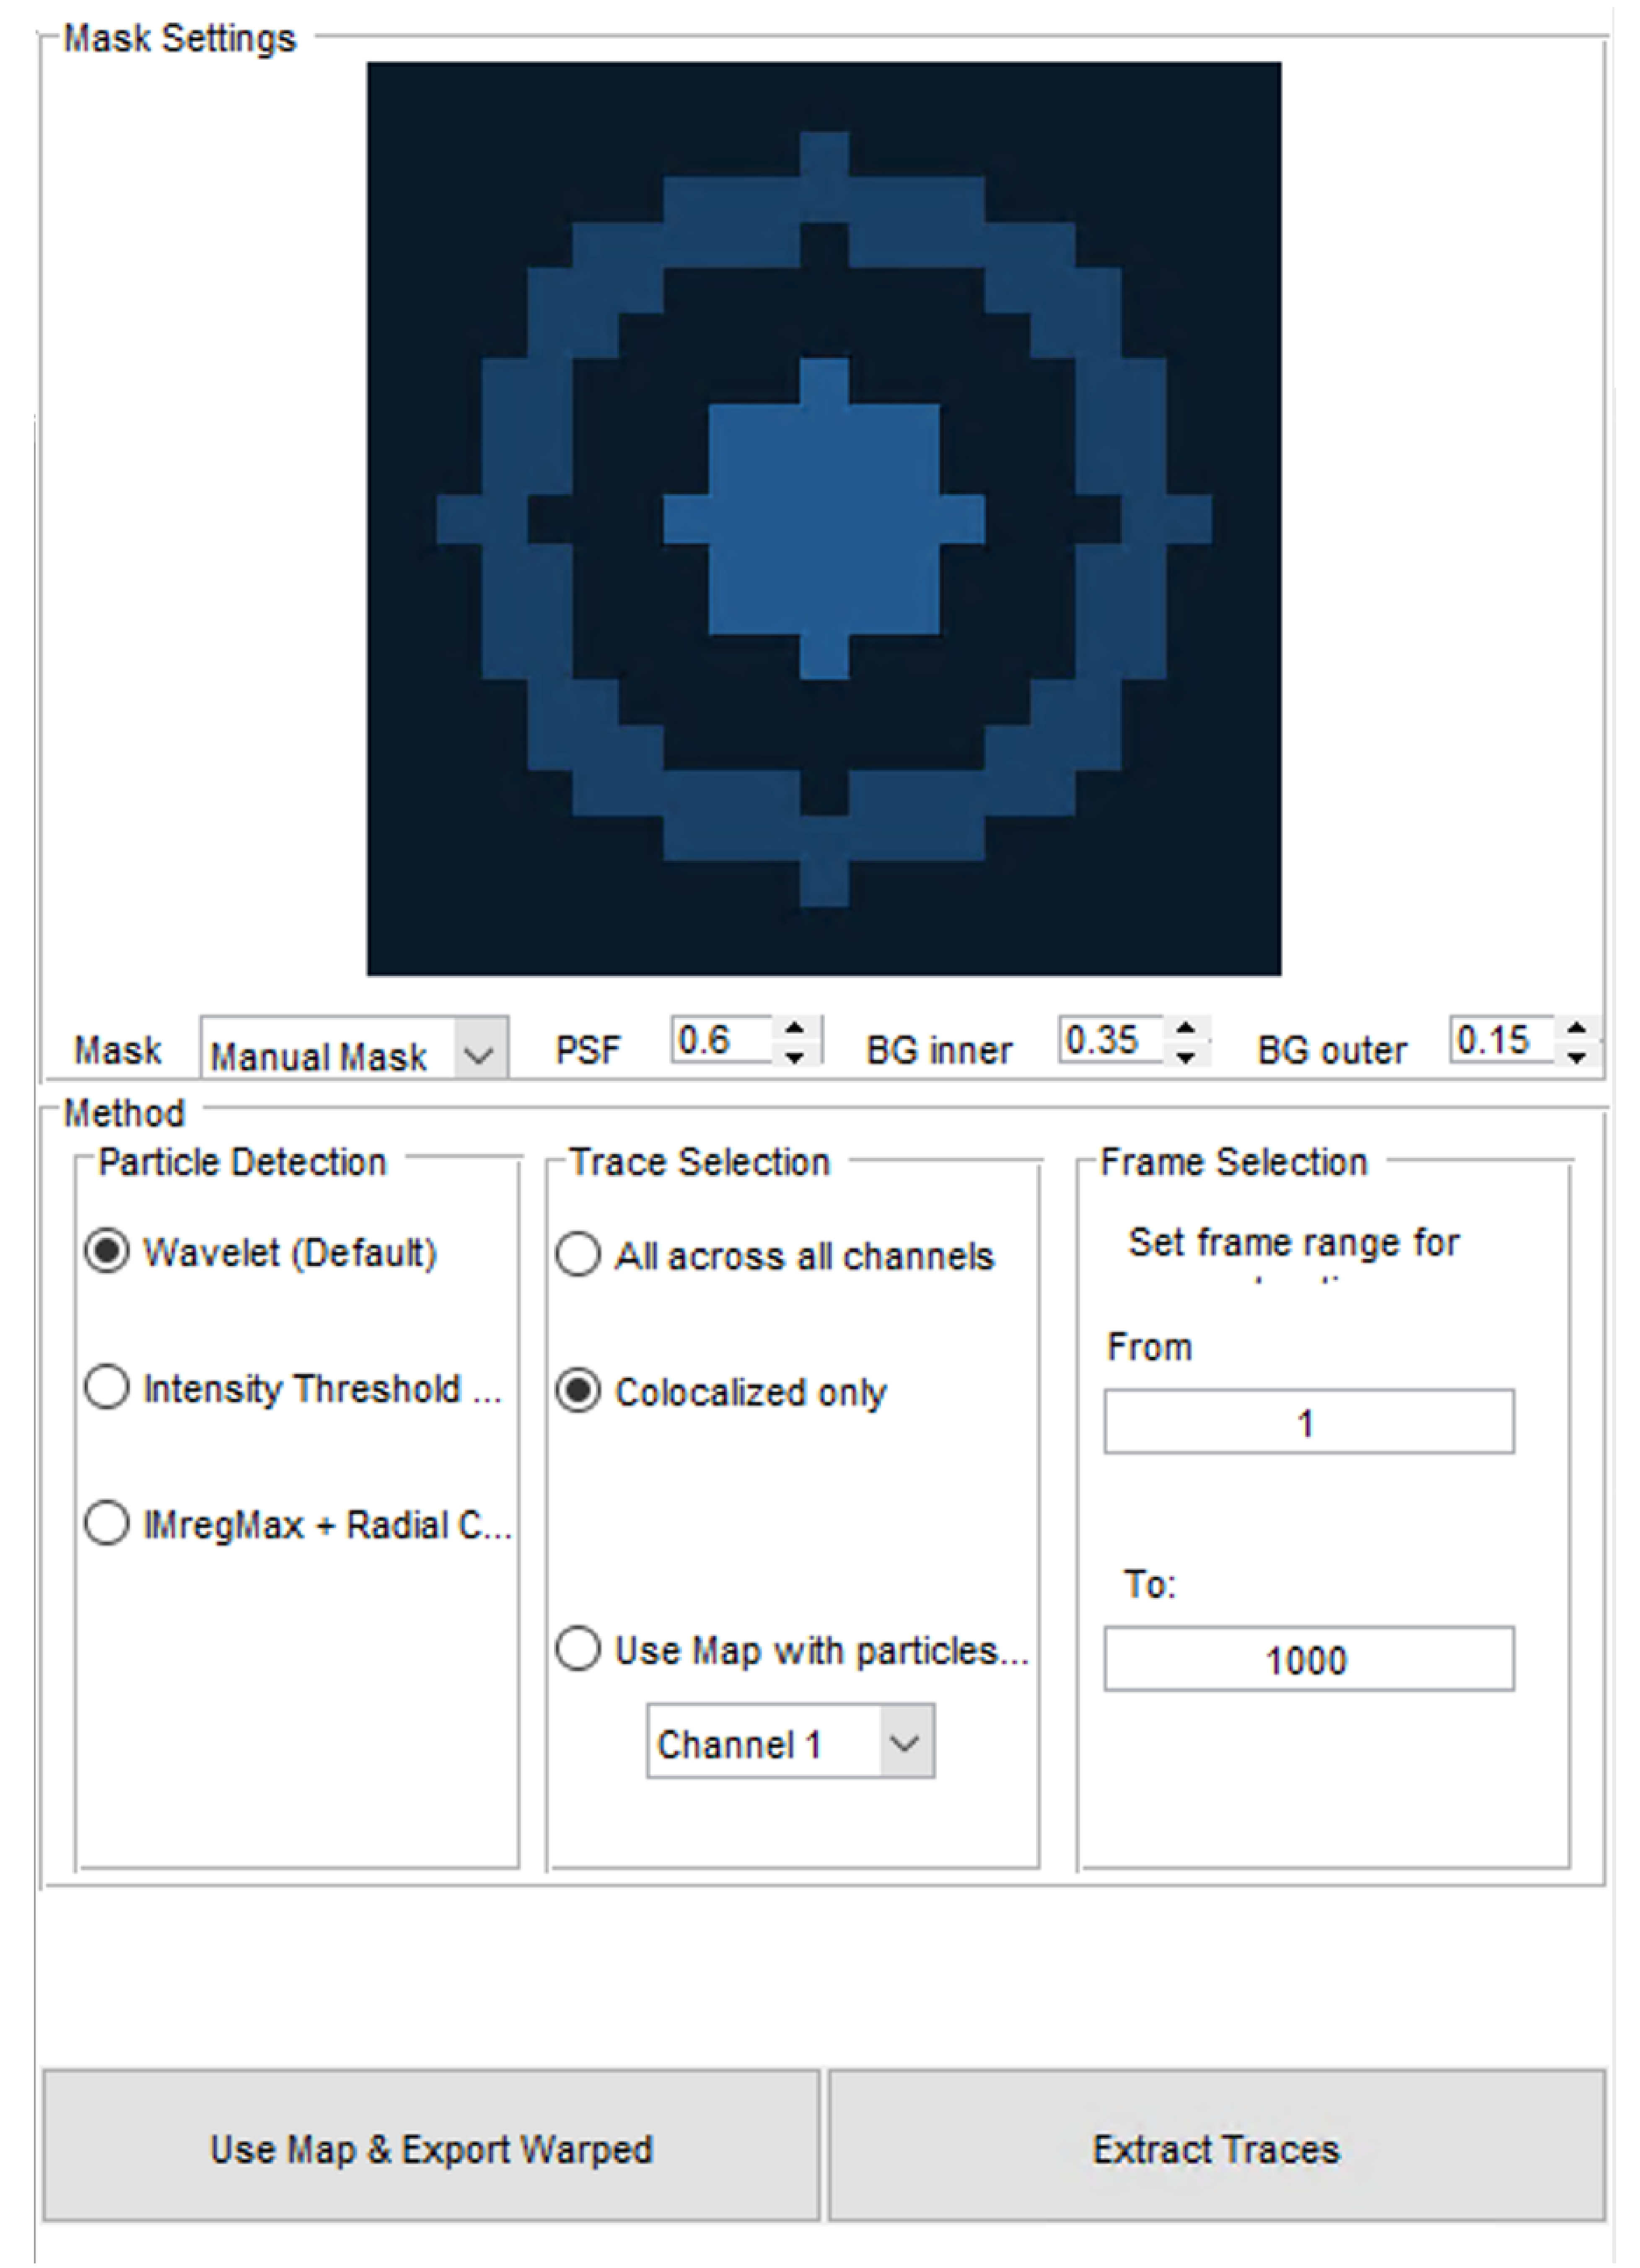 Mask Settings
Mask Manual Mask PSF 0.6 BG inner 0.35 BG outer 0.15
Method
Particle Detection
Wavelet (Default)
Intensity Threshold ...
IMregMax + Radial C...
Trace Selection
All across all channels
Colocalized only
Use Map with particles...
Channel 1
Frame Selection
Set frame range for
From
1
To:
1000
Use Map & Export Warped
Extract Traces